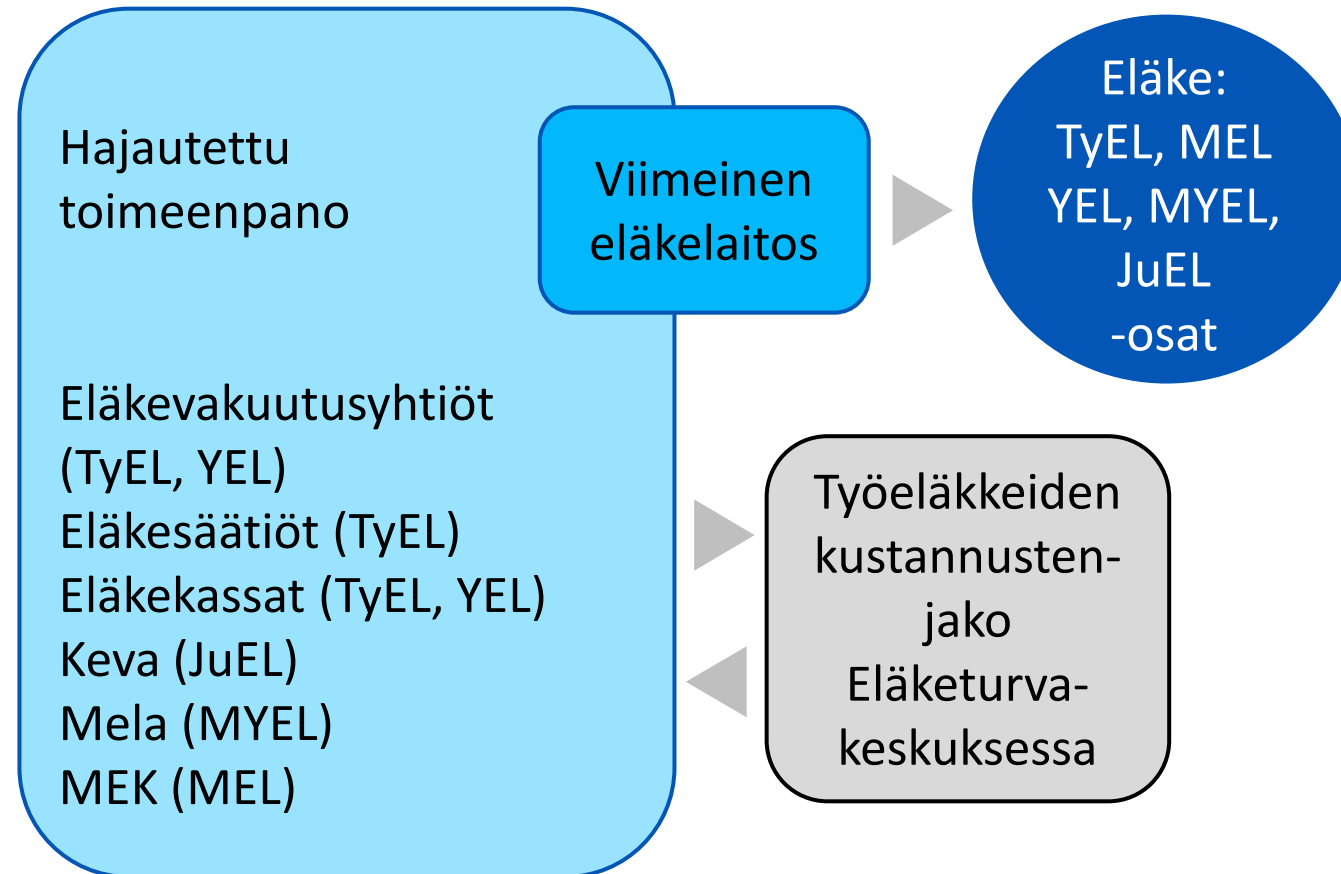 Hajautettu
toimeenpano
Viimeinen
eläkelaitos
Eläke:
TyEL, MEL
YEL, MYEL,
JuEL
-osat
Eläkevakuutusyhtiöt
(TyEL, YEL)
Eläkesäätiöt (TyEL)
Eläkekassat (TyEL, YEL)
Keva (JuEL)
Mela (MYEL)
MEK (MEL)
Työeläkkeiden
kustannusten-
jako
Eläketurva-
keskuksessa